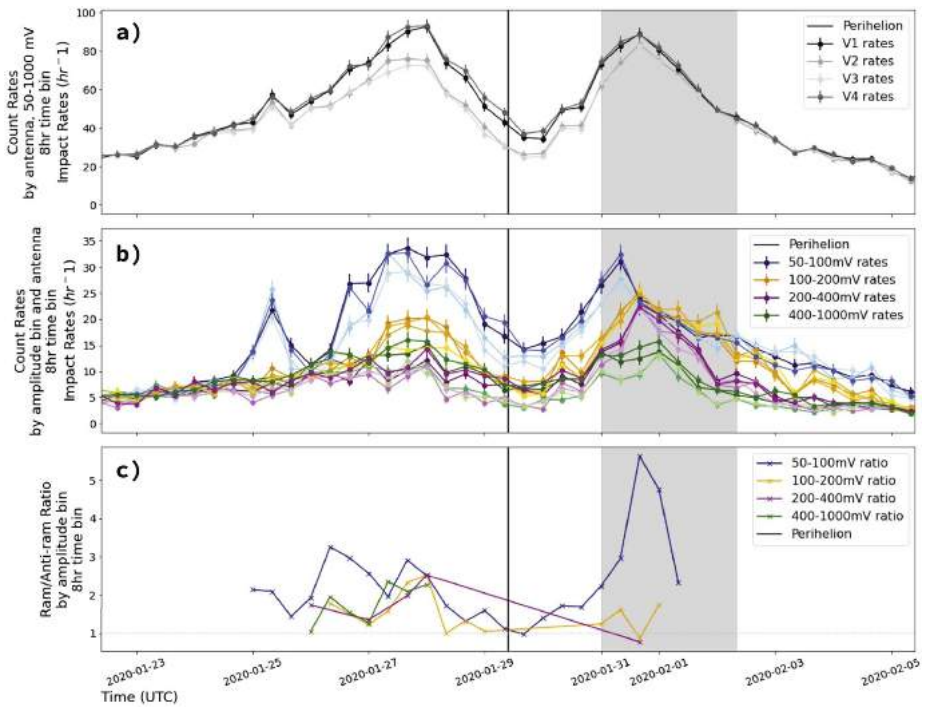 a)
100
80
60
40
20
0
Count Rates
by antenna, 50-1000 mV
8hr time bin
Impact Rates (hr⁻1)
Perihelion
V1 rates
V2 rates
V3 rates
V4 rates
b)
35
30
25
20
15
10
5
0
Count Rates
by amplitude bin and antenna
8hr time bin
Impact Rates (hr⁻1)
Perihelion
50-100mV rates
100-200mV rates
200-400mV rates
400-1000mV rates
c)
5
4
3
2
1
Ram/Anti-ram Ratio
by amplitude bin
8hr time bin
50-100mV ratio
100-200mV ratio
200-400mV ratio
400-1000mV ratio
Perihelion
2020-01-23
2020-01-25
2020-01-27
2020-01-29
2020-01-31
2020-02-01
2020-02-03
2020-02-05
Time (UTC)